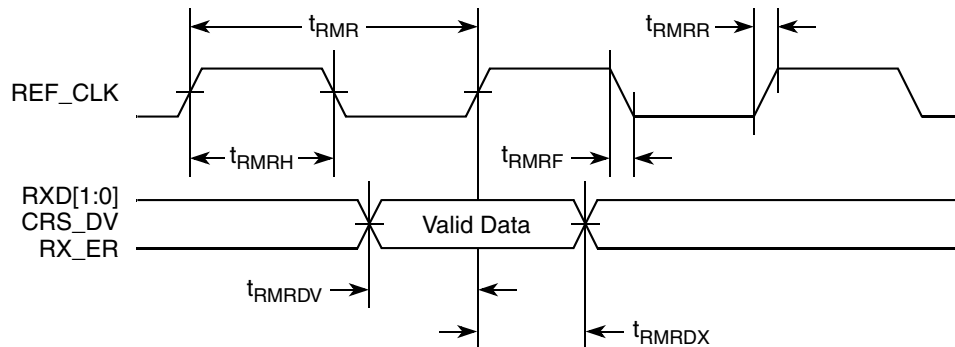 tRMR
tRMRR
REF_CLK
tRMRH
tRMRF
RXD[1:0]
CRS_DV
RX_ER
Valid Data
tRMRDV
tRMRDX